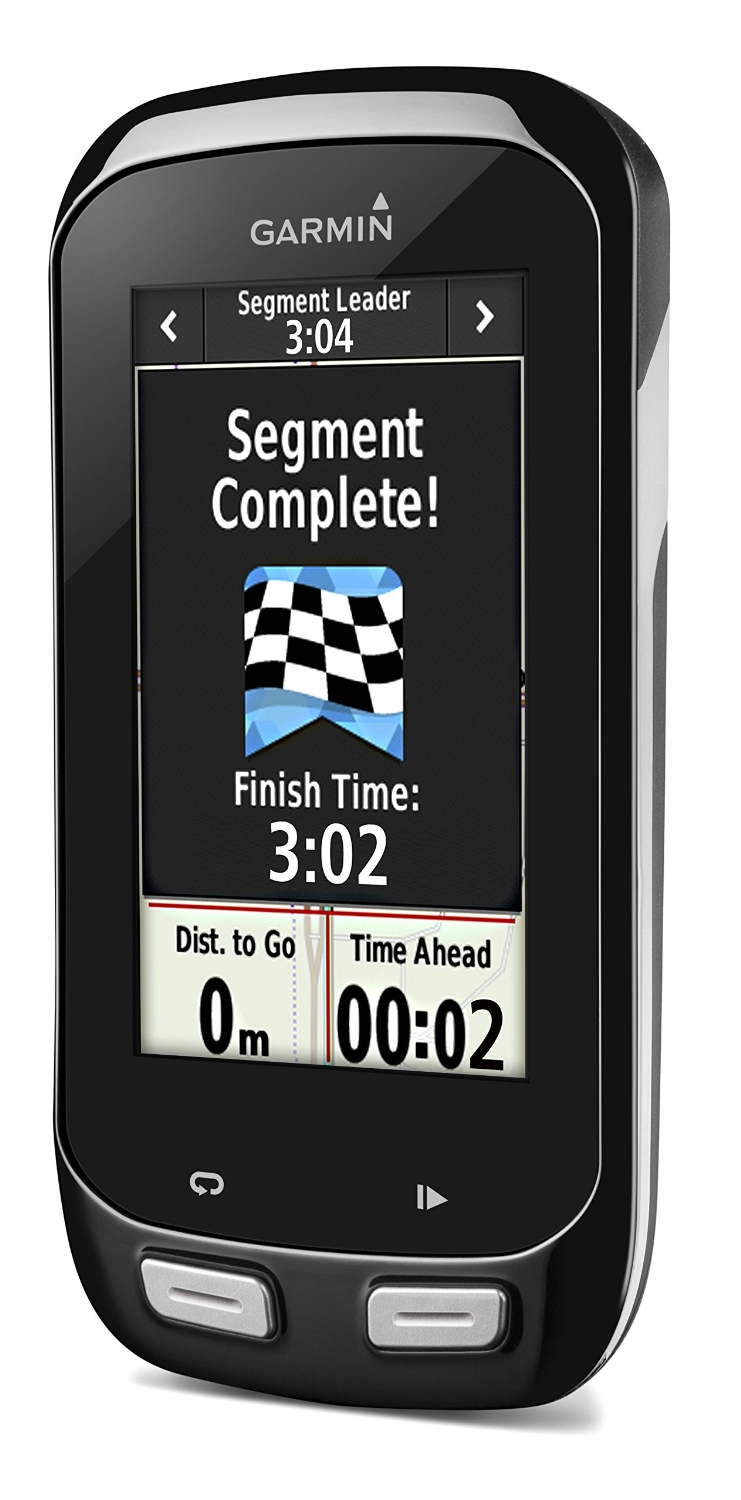 GARMIN
Segment Leader
3:04
Segment
Complete!
Finish Time:
3:02
Dist. to Go
Time Ahead
0m
00:02